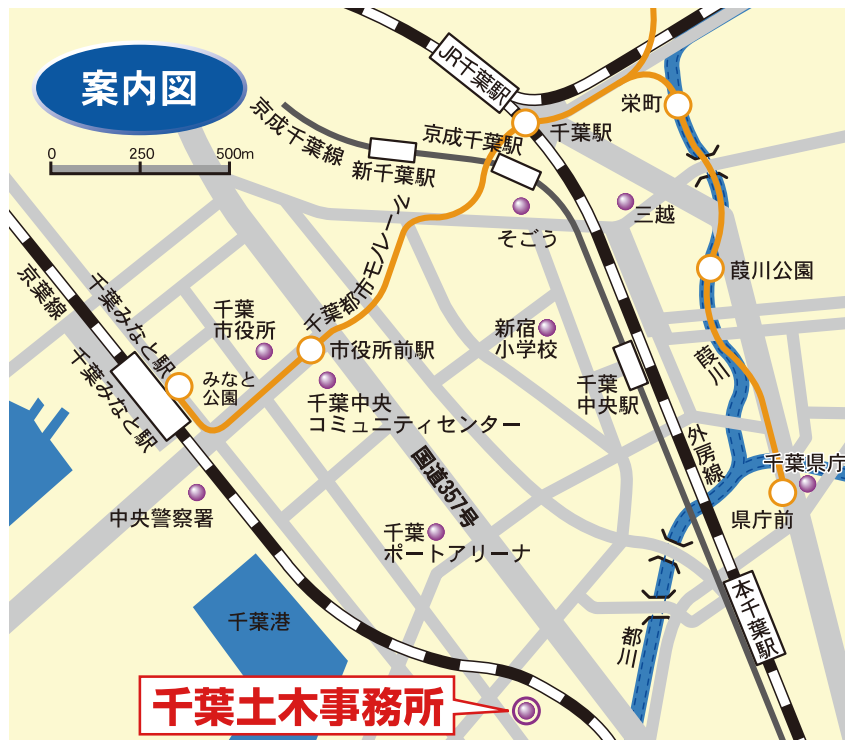 案内図
0 250 500m
JR千葉駅
京成千葉線
新千葉駅
京成千葉駅
千葉駅
栄町
三越
そごう
葭川公園
京葉線
千葉みなと駅
千葉みなと駅
千葉
市役所
千葉都市モノレール
市役所前駅
みなと
公園
千葉中央
コミュニティセンター
新宿
小学校
千葉
中央駅
葭川
外房線
千葉県庁
県庁前
国道357号
中央警察署
千葉
ポートアリーナ
千葉港
都川
本千葉駅
千葉土木事務所